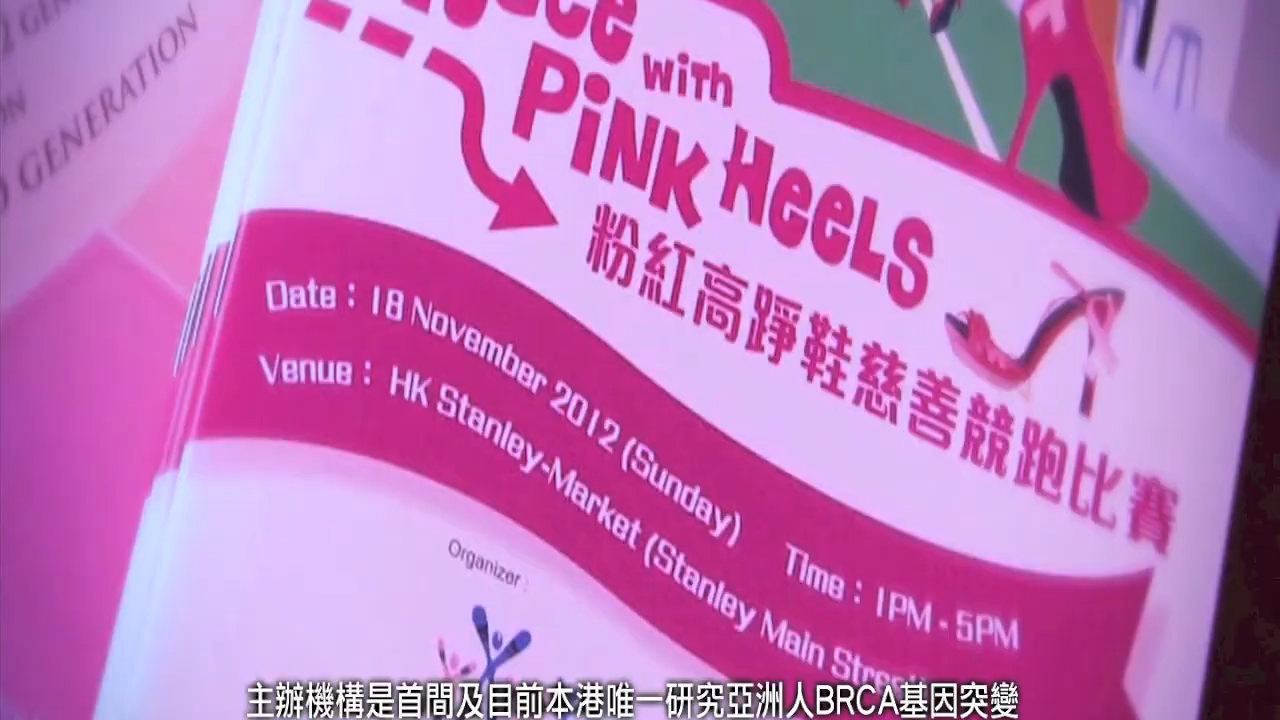 GENERATION
with
PiNK HeeLS
粉紅高踭鞋慈善競跑比賽
Date : 18 November 2012 (Sunday) Time : 1PM - 5PM
Venue : HK Stanley-Market (Stanley Main
Organizer :
主辦機構是首間及目前本港唯一研究亞洲人BRCA基因突變